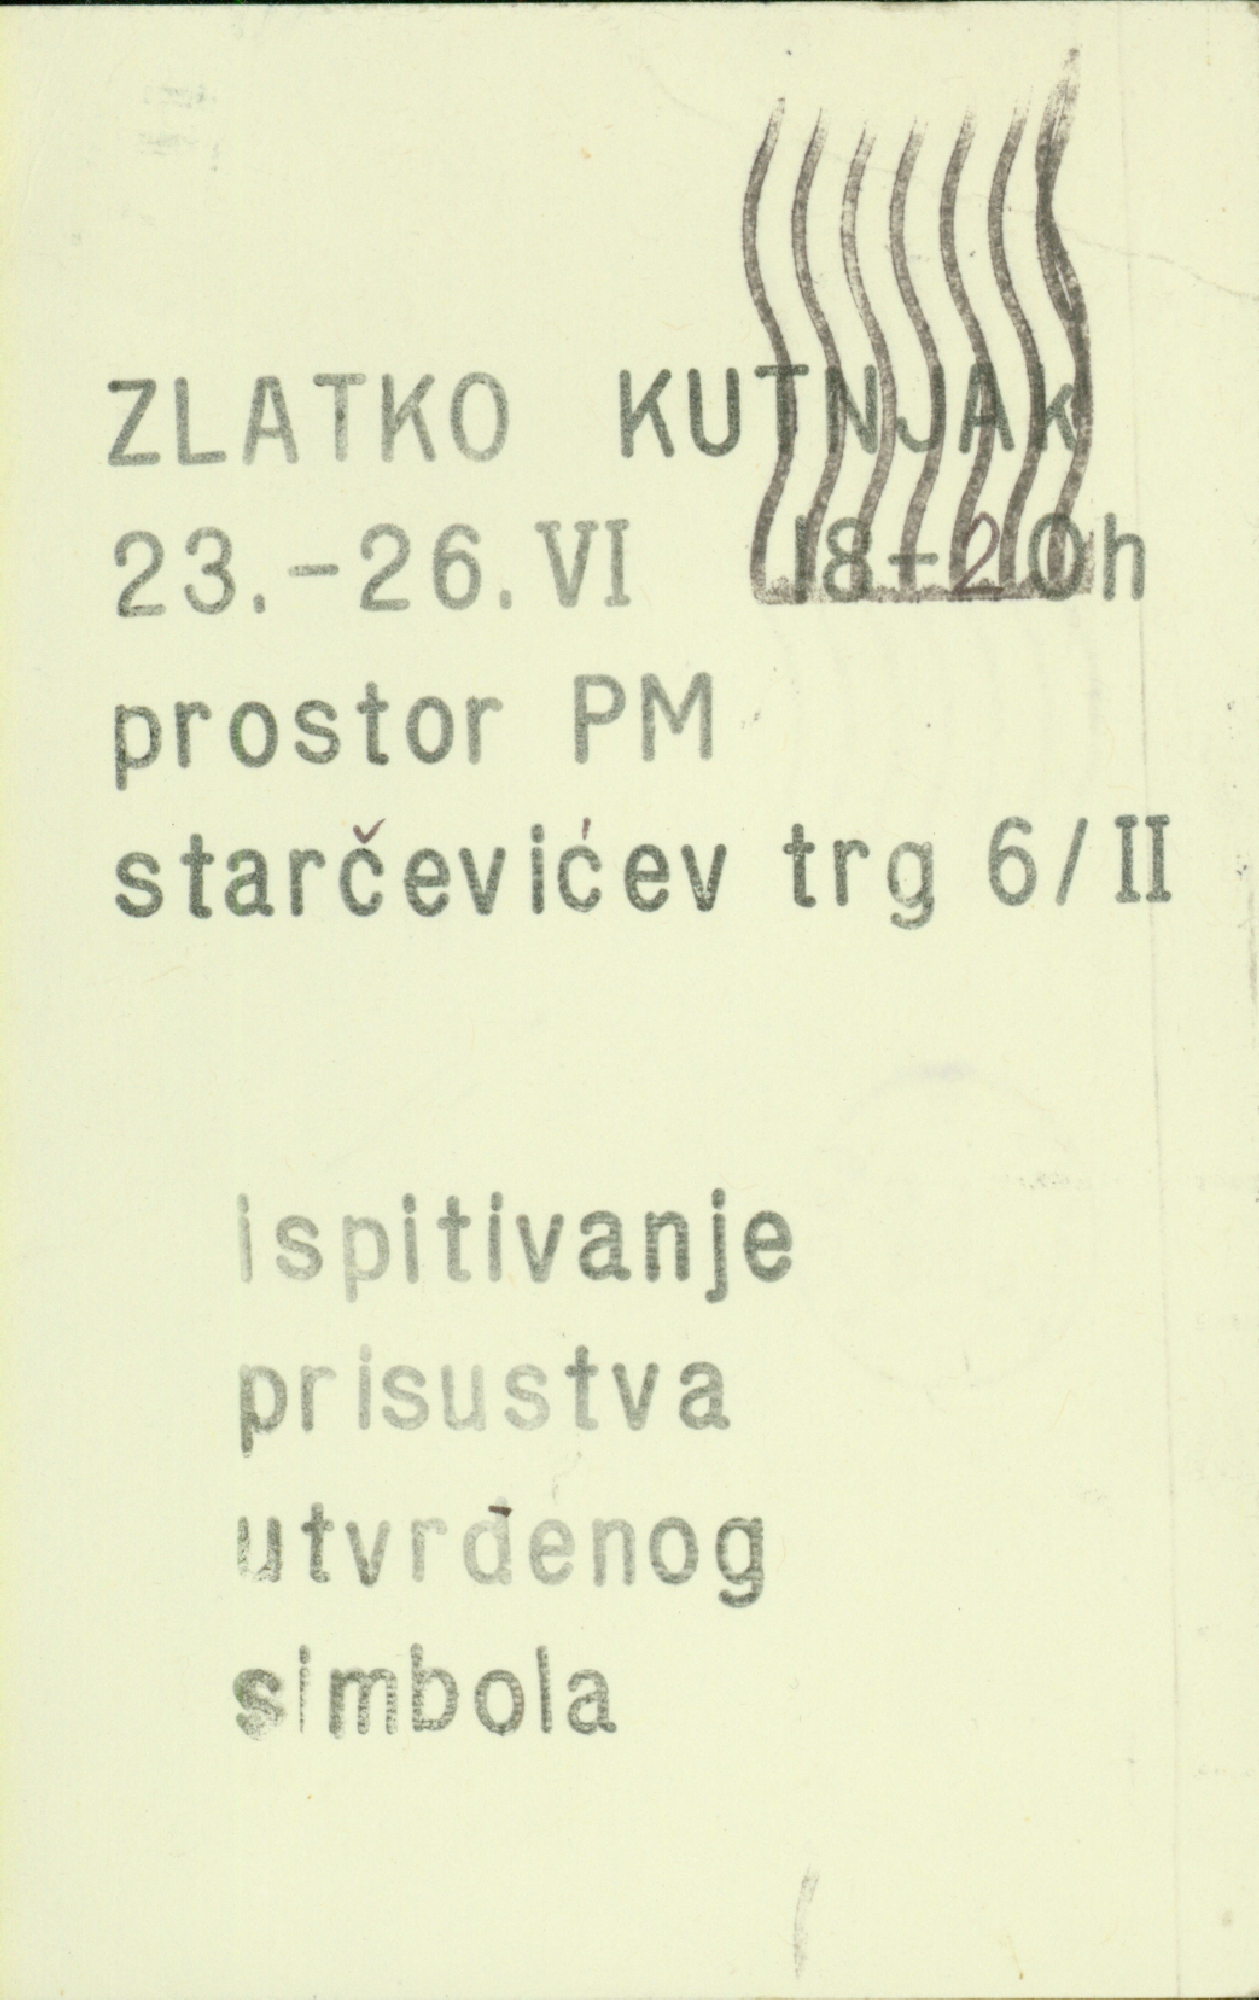 ZLATKO KUTNJAk
23.-26.VI 18-20h
prostor PM
starčevićev trg 6/II
ispitivanje
prisustva
utvrđenog
simbola